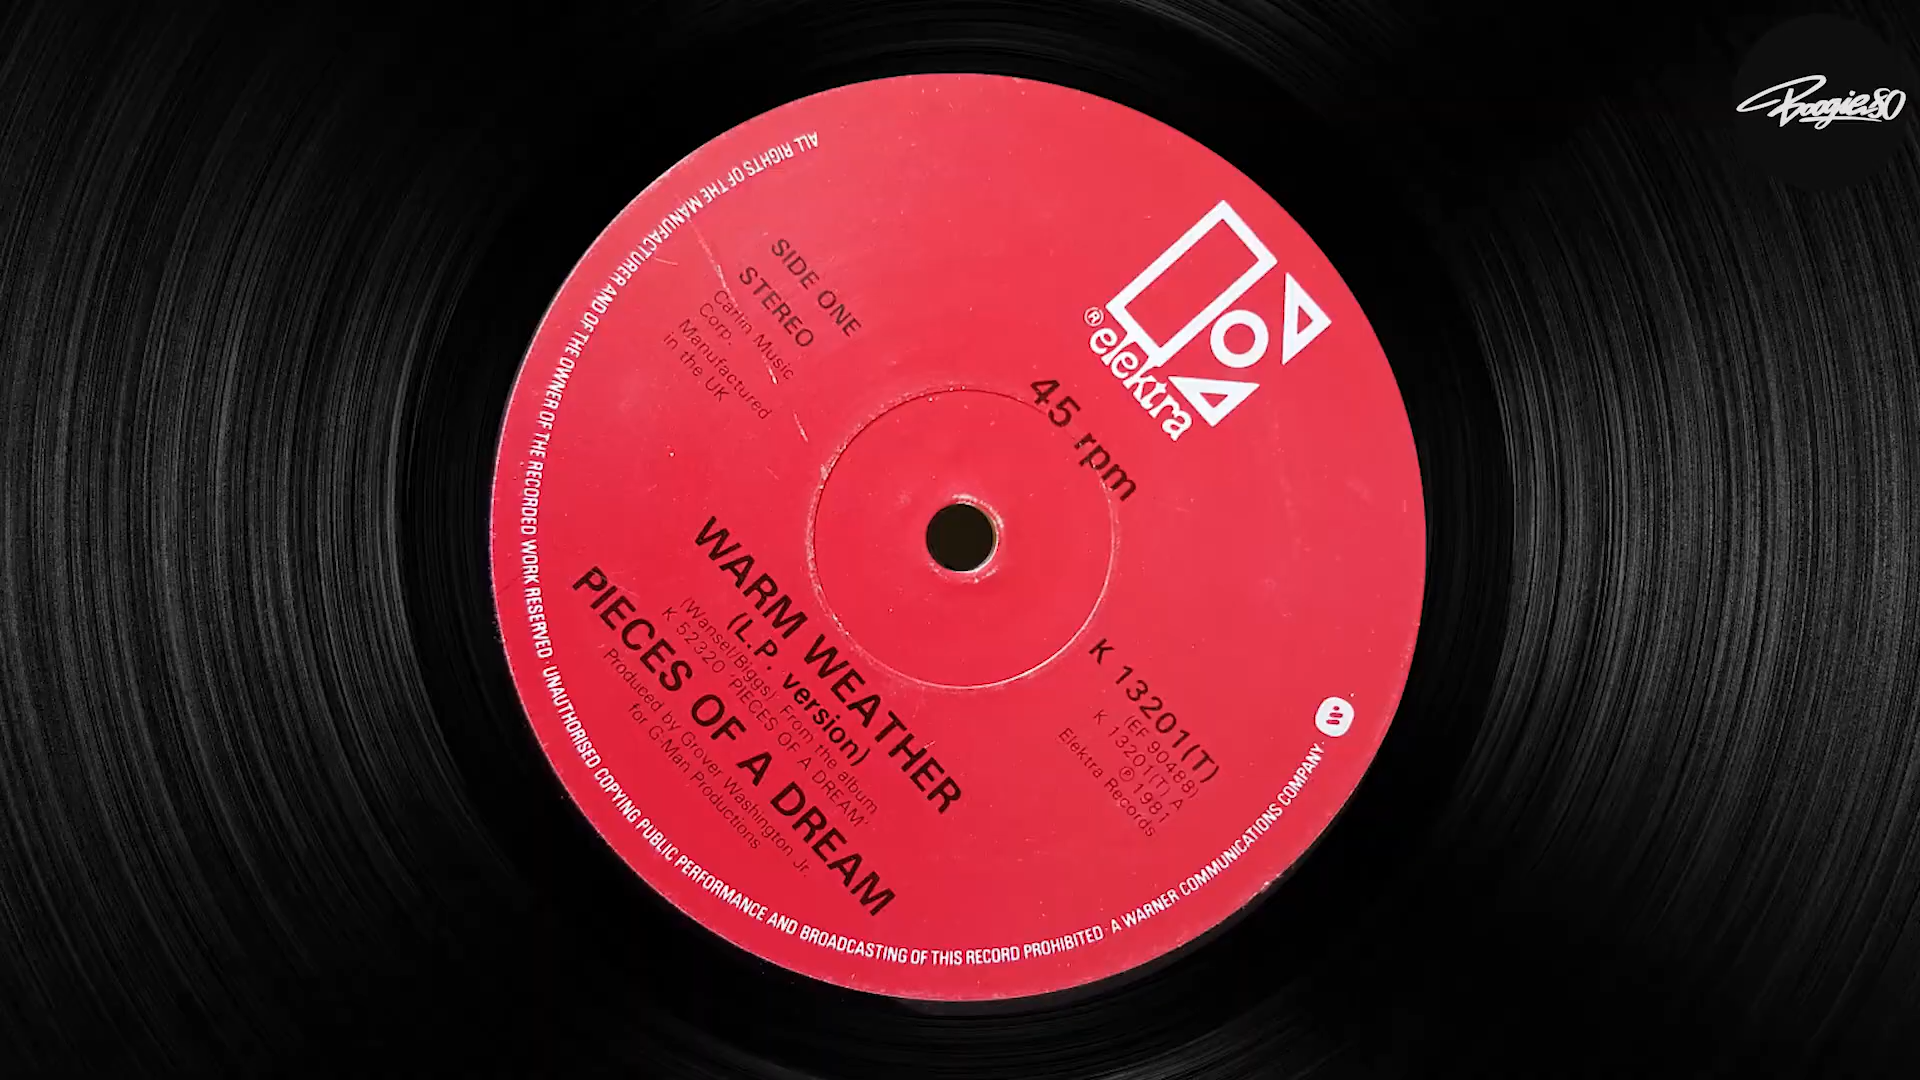 Boogie80
elektra
®
45 rpm
SIDE ONE
STEREO
Carlin Music
Corp.
Manufactured
in the UK
WARM WEATHER
(L.P. version)
(Wansel/Biggs) From the album
K 52320 'PIECES OF A DREAM'
PIECES OF A DREAM
Produced by Grover Washington Jr.
for G-Man Productions
K 13201(T)
(EF 90488)
K 13201(T) A
℗ 1981
Elektra Records
ALL RIGHTS OF THE MANUFACTURER AND OF THE OWNER OF THE RECORDED WORK RESERVED · UNAUTHORISED COPYING PUBLIC PERFORMANCE AND BROADCASTING OF THIS RECORD PROHIBITED · A WARNER COMMUNICATIONS COMPANY ·